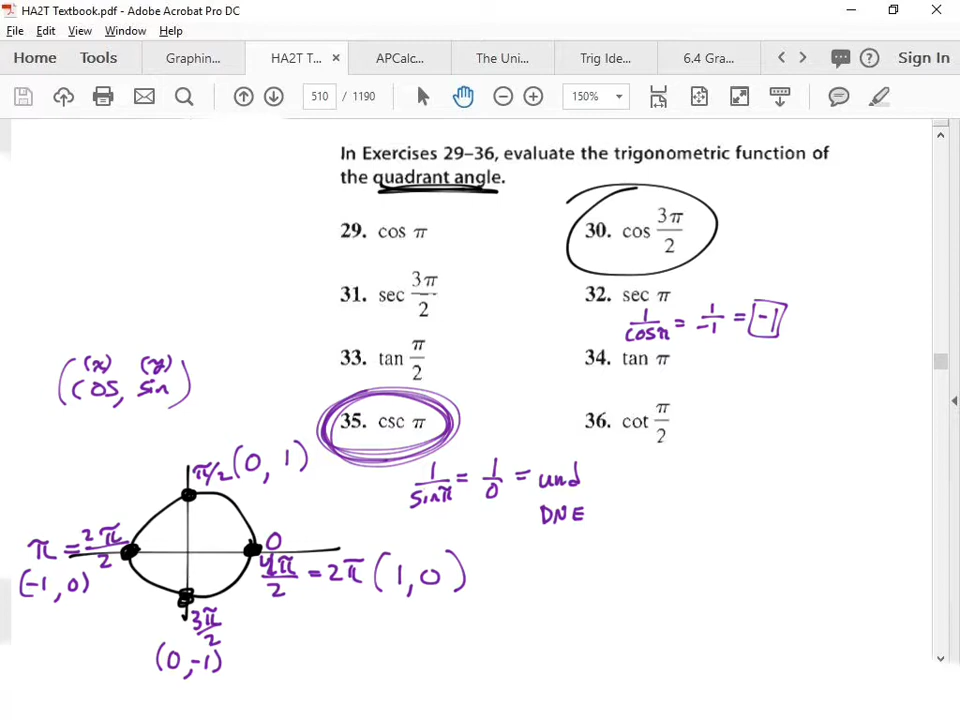 HA2T Textbook.pdf - Adobe Acrobat Pro DC
File Edit View Window Help
Home Tools Graphin... HA2T T... × APCalc... The Uni... Trig Ide... 6.4 Gra... Sign In
510 / 1190 150%
In Exercises 29–36, evaluate the trigonometric function of
the quadrant angle.
29. cos π
30. cos 3π/2
31. sec 3π/2
32. sec π
1/cosπ = 1/-1 = -1
33. tan π/2
34. tan π
35. csc π
36. cot π/2
1/sinπ = 1/0 = und
DNE
(x) (y)
(cos, sin)
π/2 (0, 1)
π = 2π/2
(-1, 0)
0
4π/2 = 2π (1, 0)
3π/2
(0, -1)